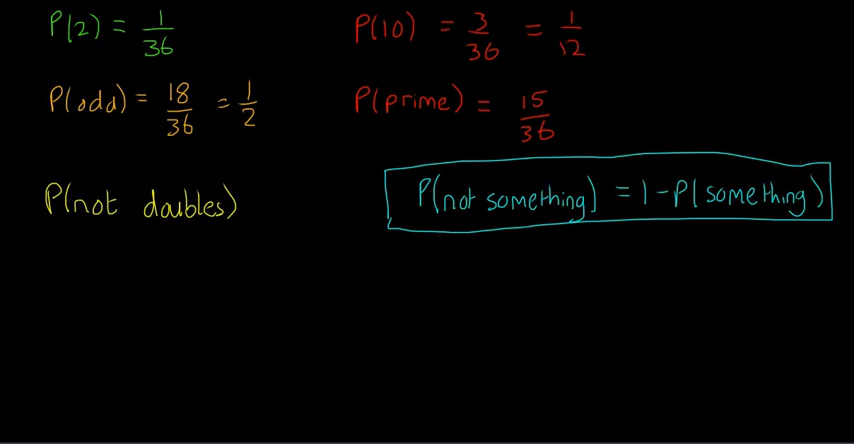 P(2) = 1/36
P(10) = 3/36 = 1/12
P(odd) = 18/36 = 1/2
P(prime) = 15/36
P(not doubles)
P(not something) = 1 - P(something)